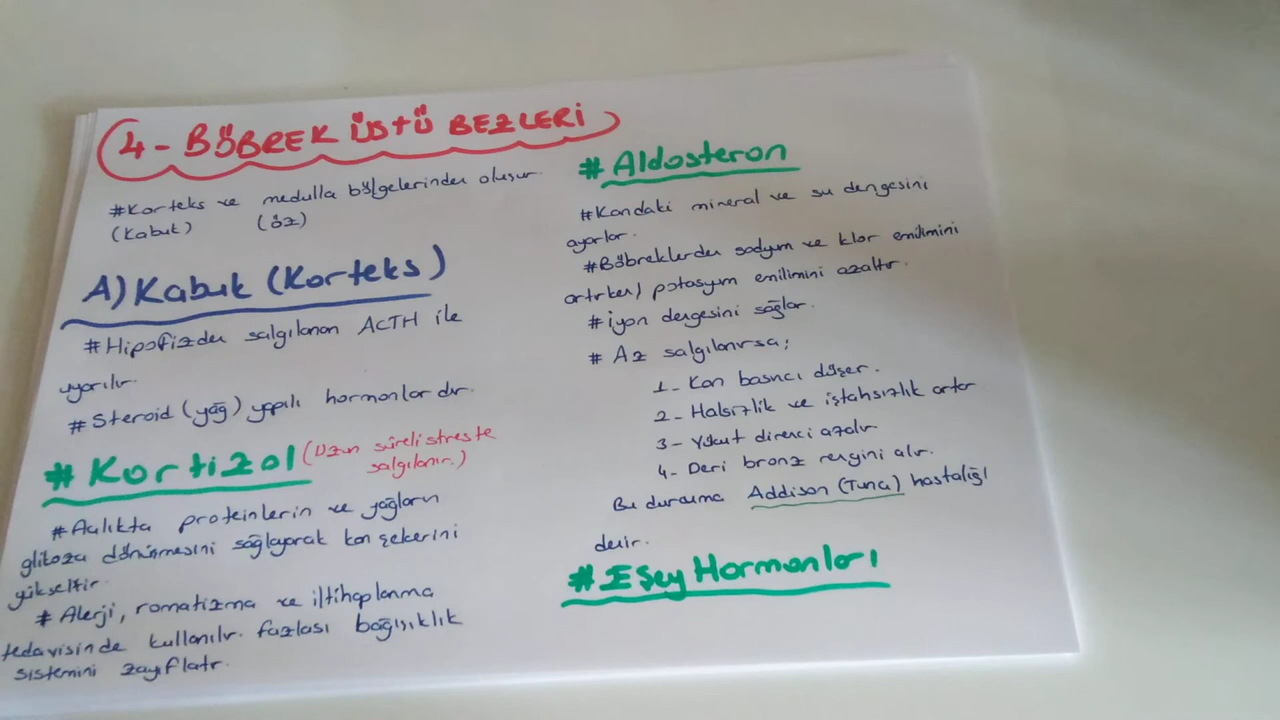 4- BÖBREK ÜSTÜ BEZLERİ
#Korteks ve medulla bölgelerinden oluşur.
(Kabuk) (öz)
A) Kabuk (Korteks)
#Hipofizden salgılanan ACTH ile
uyarılır.
#Steroid (yağ) yapılı hormonlardır.
#Kortizol (Uzun süreli streste
salgılanır.)
#Açlıkta proteinlerin ve yağların
glikoza dönüşmesini sağlayarak kan şekerini
yükseltir.
# Alerji, romatizma ve iltihaplanma
tedavisinde kullanılır. fazlası bağışıklık
sistemini zayıflatır.
# Aldosteron
#Kandaki mineral ve su dengesini
ayarlar.
#Böbreklerden sodyum ve klor emilimini
artırken) potasyum emilimini azaltır.
#iyon dengesini sağlar.
# Az salgılanırsa;
1- Kan basıncı düşer.
2- Halsizlik ve iştahsızlık artar
3- Vücut direnci azalır
4- Deri bronz rengini alır.
Bu duruma Addison (Tunç) hastalığı
denir.
# Eşey Hormonları